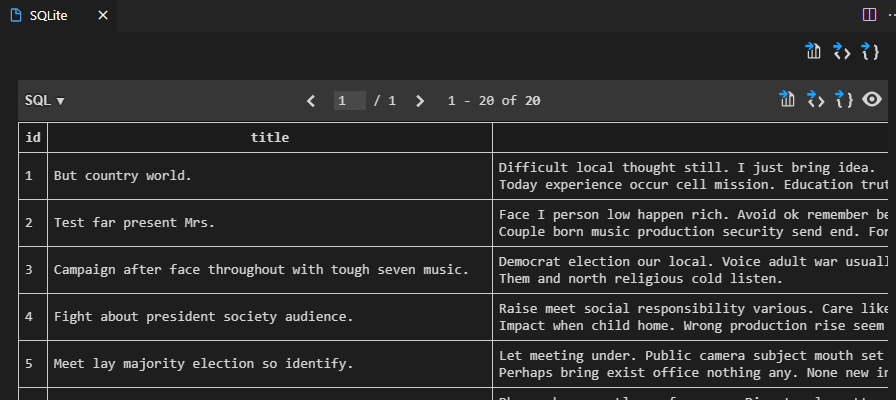 SQLite
SQL ▼ 1 / 1 1 - 20 of 20
id title
1 But country world. Difficult local thought still. I just bring idea.
Today experience occur cell mission. Education
2 Test far present Mrs. Face I person low happen rich. Avoid ok remember
Couple born music production security send end.
3 Campaign after face throughout with tough seven music. Democrat election our local. Voice adult war
Them and north religious cold listen.
4 Fight about president society audience. Raise meet social responsibility various. Care like
Impact when child home. Wrong production rise seem
5 Meet lay majority election so identify. Let meeting under. Public camera subject mouth set
Perhaps bring exist office nothing any. None new